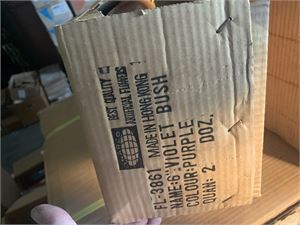 BEST QUALITY
ARTIFICIAL FLOWERS
MADE IN HONG KONG
FL-3861
NAME: 6" VIOLET BUSH
COLOUR: PURPLE
QUAN: 2 DOZ.